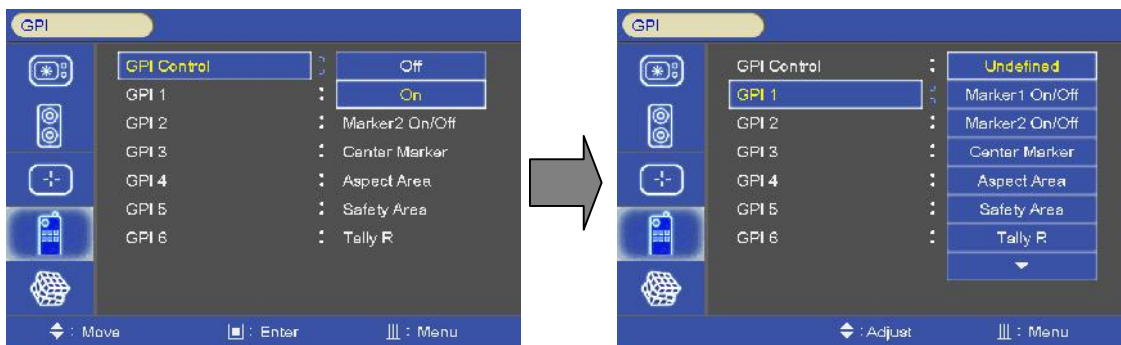 GPI
GPI Control : Off
GPI 1 : On
GPI 2 : Marker2 On/Off
GPI 3 : Center Marker
GPI 4 : Aspect Area
GPI 5 : Safety Area
GPI 6 : Tally R
: Move : Enter : Menu
GPI
GPI Control : Undefined
GPI 1 : Marker1 On/Off
GPI 2 : Marker2 On/Off
GPI 3 : Center Marker
GPI 4 : Aspect Area
GPI 5 : Safety Area
GPI 6 : Tally R
: Adjust : Menu